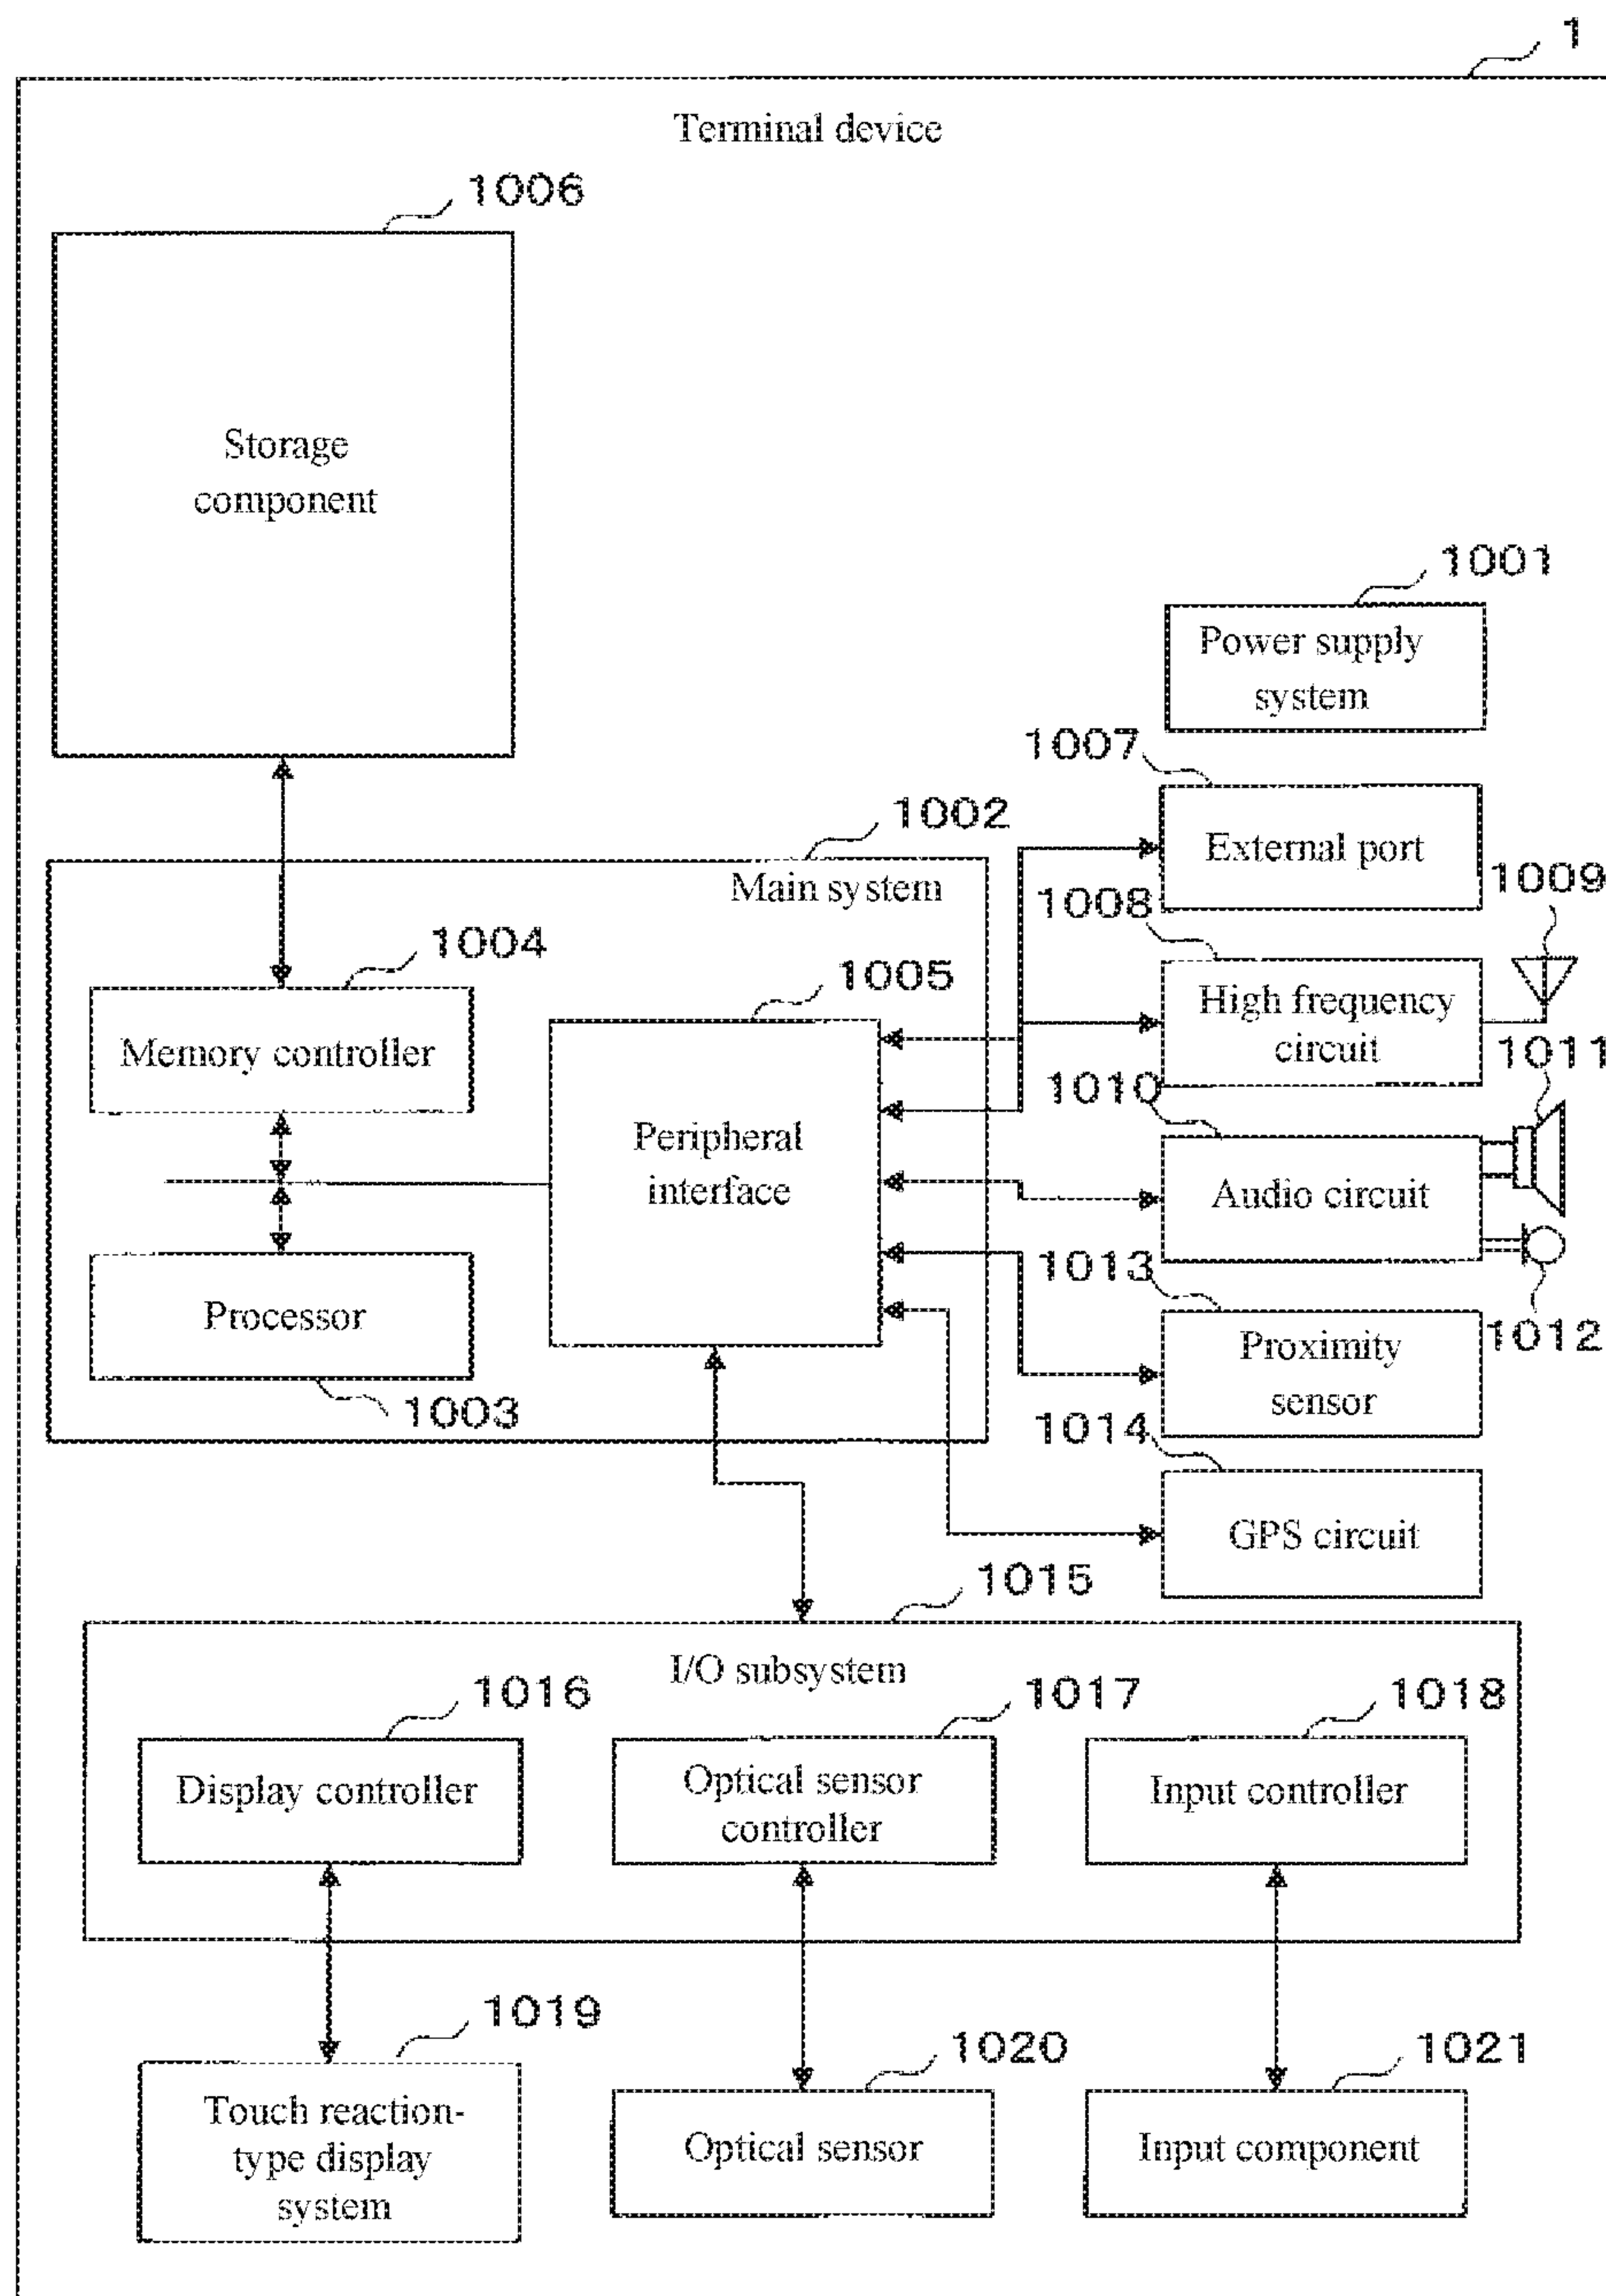 1
Terminal device
1006
Storage
component
1001
Power supply
system
1007
External port
1002
Main system
1008
1009
1004
1005
High frequency
circuit
Memory controller
1010
1011
Peripheral
interface
Audio circuit
1013
Processor
1012
Proximity
sensor
1003
1014
GPS circuit
1015
I/O subsystem
1016
1017
1018
Display controller
Optical sensor
controller
Input controller
1019
1020
1021
Touch reaction-
type display
system
Optical sensor
Input component